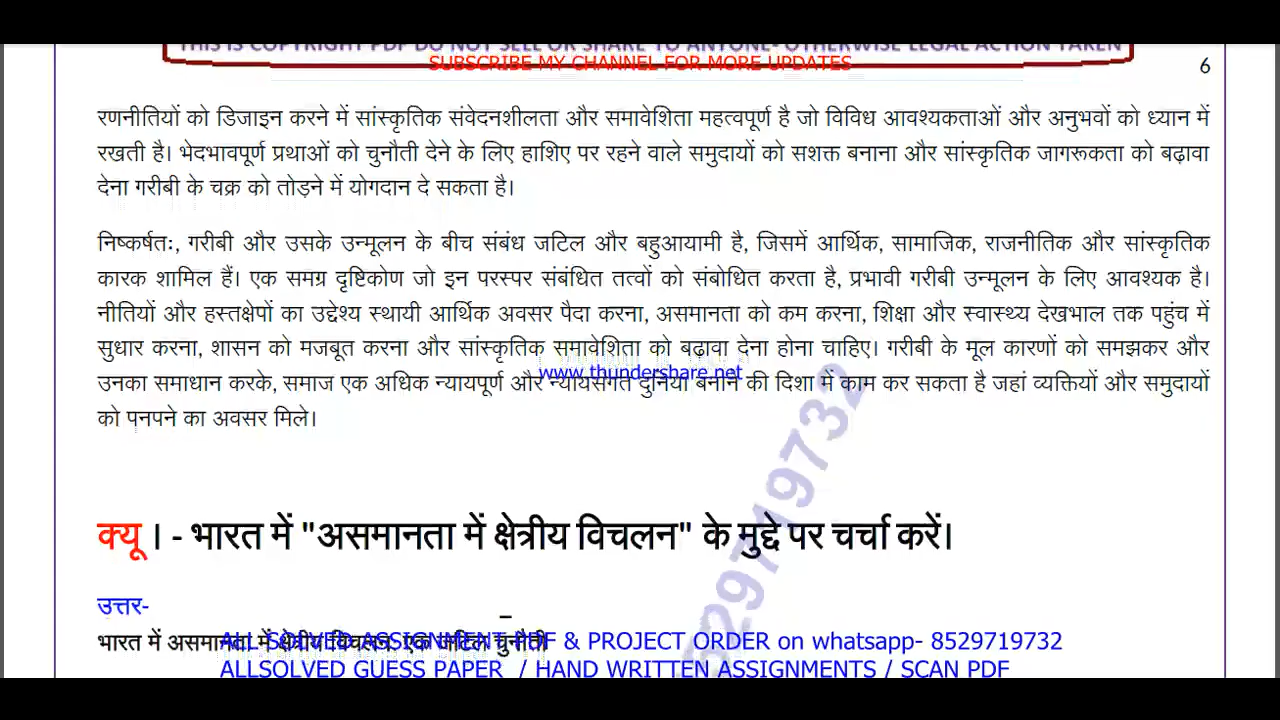 THIS IS COPYRIGHT PDF DO NOT SELL OR SHARE TO ANYONE- OTHERWISE LEGAL ACTION TAKEN
SUBSCRIBE MY CHANNEL FOR MORE UPDATES
6
रणनीतियों को डिजाइन करने में सांस्कृतिक संवेदनशीलता और समावेशिता महत्वपूर्ण है जो विविध आवश्यकताओं और अनुभवों को ध्यान में
रखती है। भेदभावपूर्ण प्रथाओं को चुनौती देने के लिए हाशिए पर रहने वाले समुदायों को सशक्त बनाना और सांस्कृतिक जागरूकता को बढ़ावा
देना गरीबी के चक्र को तोड़ने में योगदान दे सकता है।
निष्कर्षतः, गरीबी और उसके उन्मूलन के बीच संबंध जटिल और बहुआयामी है, जिसमें आर्थिक, सामाजिक, राजनीतिक और सांस्कृतिक
कारक शामिल हैं। एक समग्र दृष्टिकोण जो इन परस्पर संबंधित तत्वों को संबोधित करता है, प्रभावी गरीबी उन्मूलन के लिए आवश्यक है।
नीतियों और हस्तक्षेपों का उद्देश्य स्थायी आर्थिक अवसर पैदा करना, असमानता को कम करना, शिक्षा और स्वास्थ्य देखभाल तक पहुंच में
सुधार करना, शासन को मजबूत करना और सांस्कृतिक समावेशिता को बढ़ावा देना होना चाहिए। गरीबी के मूल कारणों को समझकर और
www.thundershare.net
उनका समाधान करके, समाज एक अधिक न्यायपूर्ण और न्यायसंगत दुनिया बनाने की दिशा में काम कर सकता है जहां व्यक्तियों और समुदायों
को पनपने का अवसर मिले।
8529719732
क्यू । - भारत में "असमानता में क्षेत्रीय विचलन" के मुद्दे पर चर्चा करें।
उत्तर-
भारत में असमानता में क्षेत्रीय विचलन: एक जटिल चुनौती
ALL SOLVED ASSIGNMENT PDF & PROJECT ORDER on whatsapp- 8529719732
ALLSOLVED GUESS PAPER / HAND WRITTEN ASSIGNMENTS / SCAN PDF